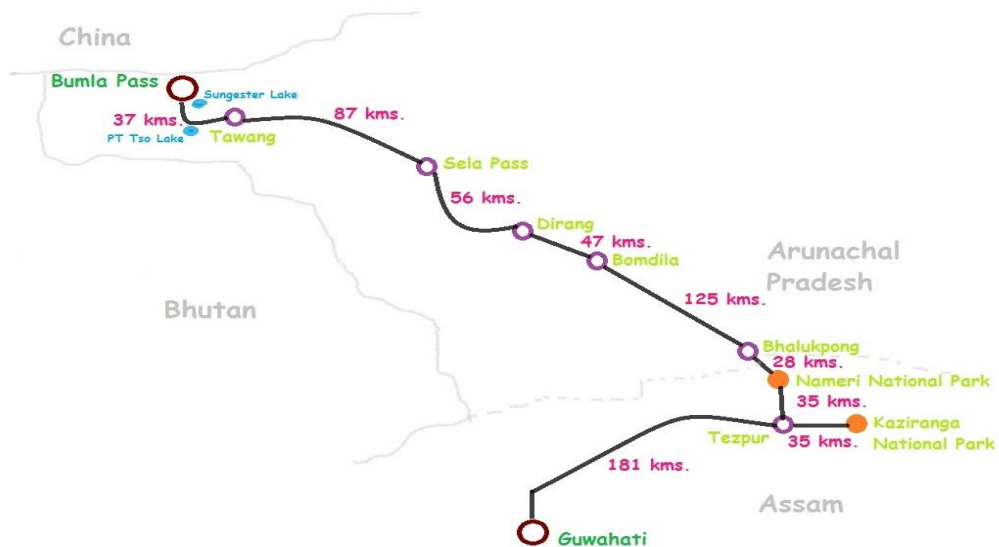 China
Bumla Pass
Sungester Lake
37 kms.
87 kms.
PT Tso Lake
Tawang
Sela Pass
56 kms.
Dirang
47 kms.
Bomdila
Arunachal
Pradesh
Bhutan
125 kms.
Bhalukpong
28 kms.
Nameri National Park
35 kms.
Kaziranga
National Park
Tezpur
35 kms.
181 kms.
Assam
Guwahati